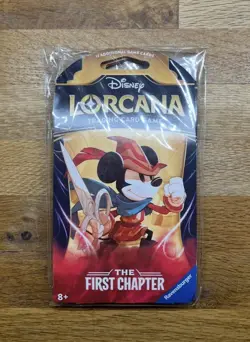 Disney
LORCANA
TRADING CARD GAME
THE
FIRST CHAPTER
8+
Ravensburger